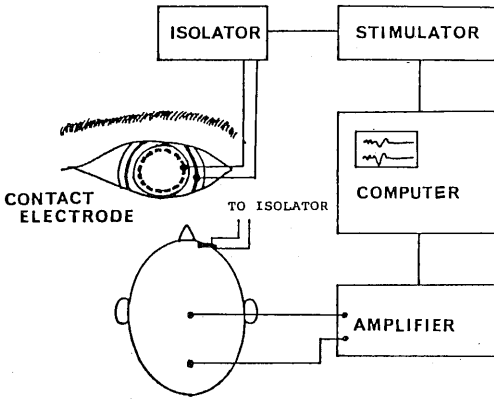 ISOLATOR
STIMULATOR
CONTACT
ELECTRODE
COMPUTER
TO ISOLATOR
AMPLIFIER